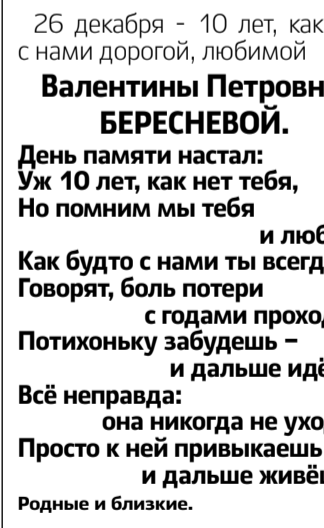 26 декабря - 10 лет, как
с нами дорогой, любимой
Валентины Петровн
БЕРЕСНЕВОЙ.
День памяти настал:
Уж 10 лет, как нет тебя,
Но помним мы тебя
и люб
Как будто с нами ты всегд
Говорят, боль потери
с годами прохо
Потихоньку забудешь –
и дальше идё
Всё неправда:
она никогда не ухо
Просто к ней привыкаешь
и дальше живё
Родные и близкие.